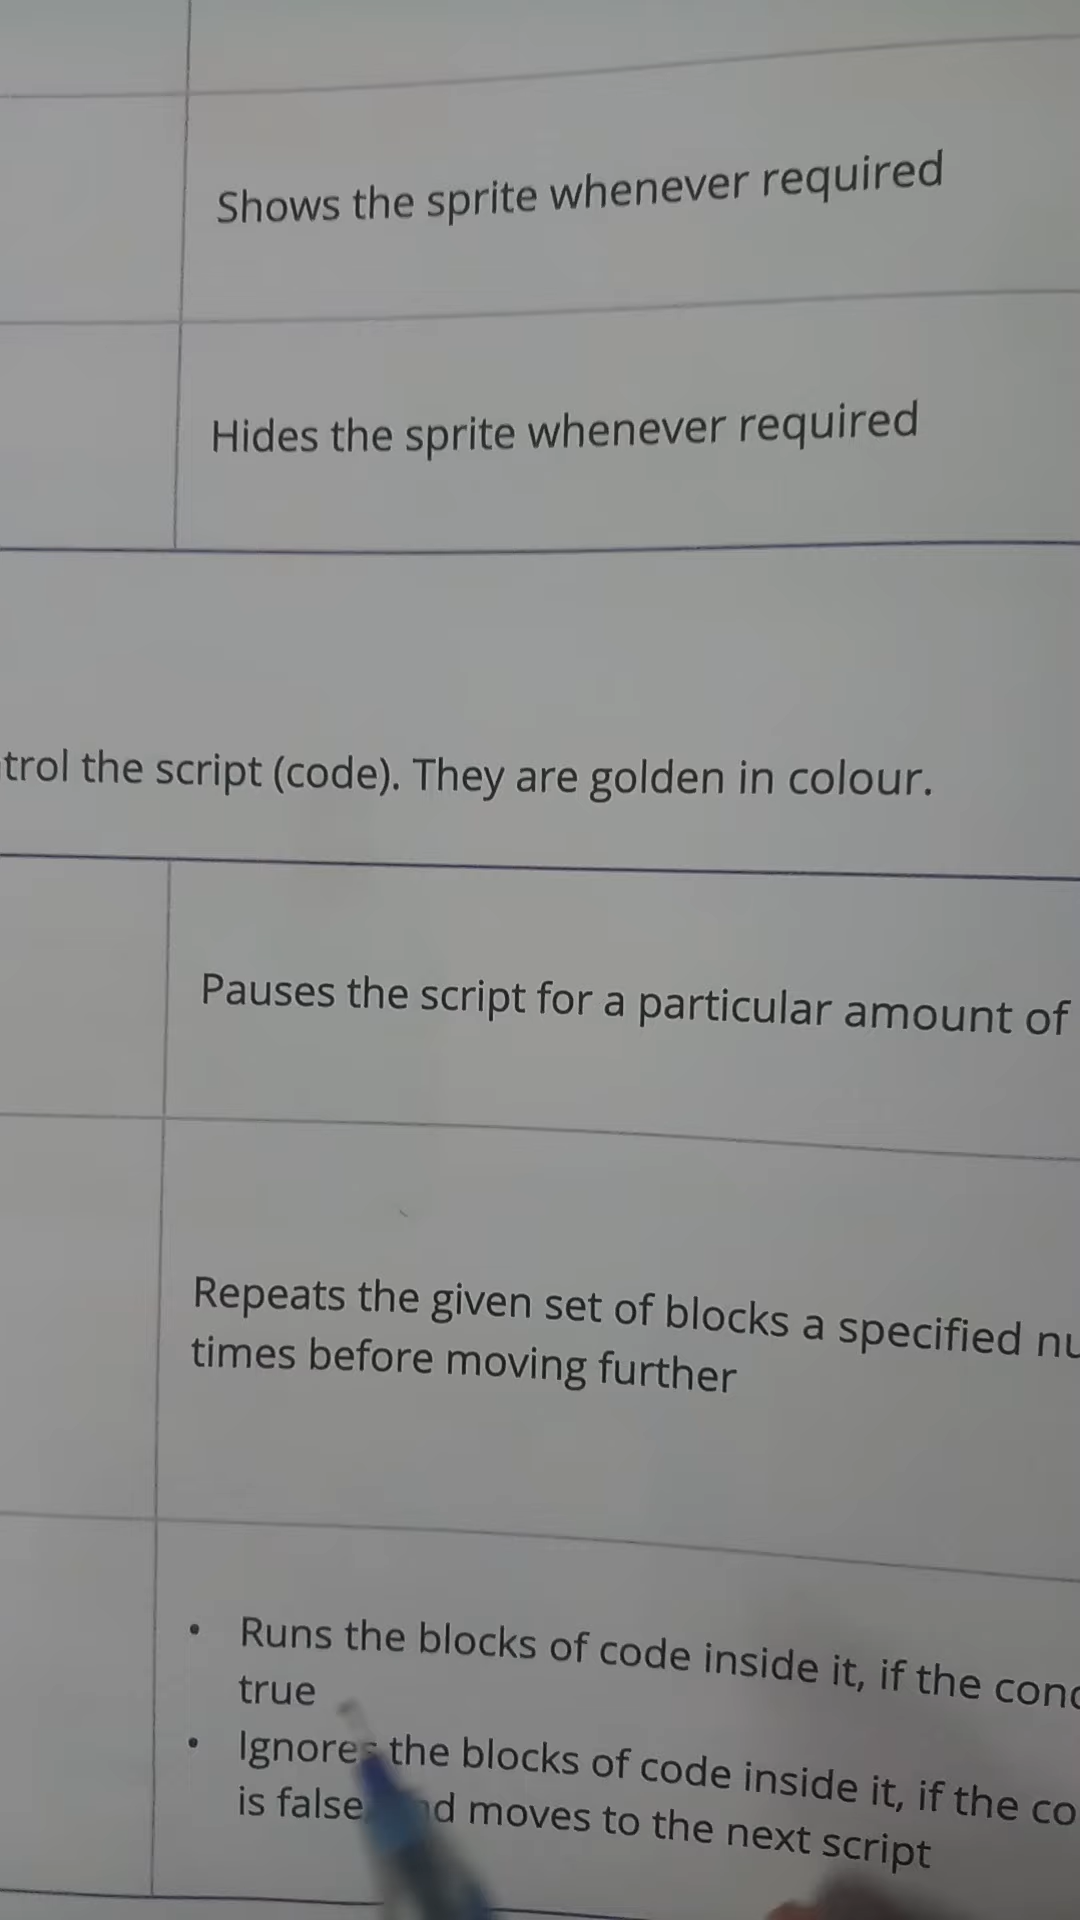 Shows the sprite whenever required
Hides the sprite whenever required
trol the script (code). They are golden in colour.
Pauses the script for a particular amount of
Repeats the given set of blocks a specified nu
times before moving further
• Runs the blocks of code inside it, if the cond
true
• Ignores the blocks of code inside it, if the co
is false, and moves to the next script